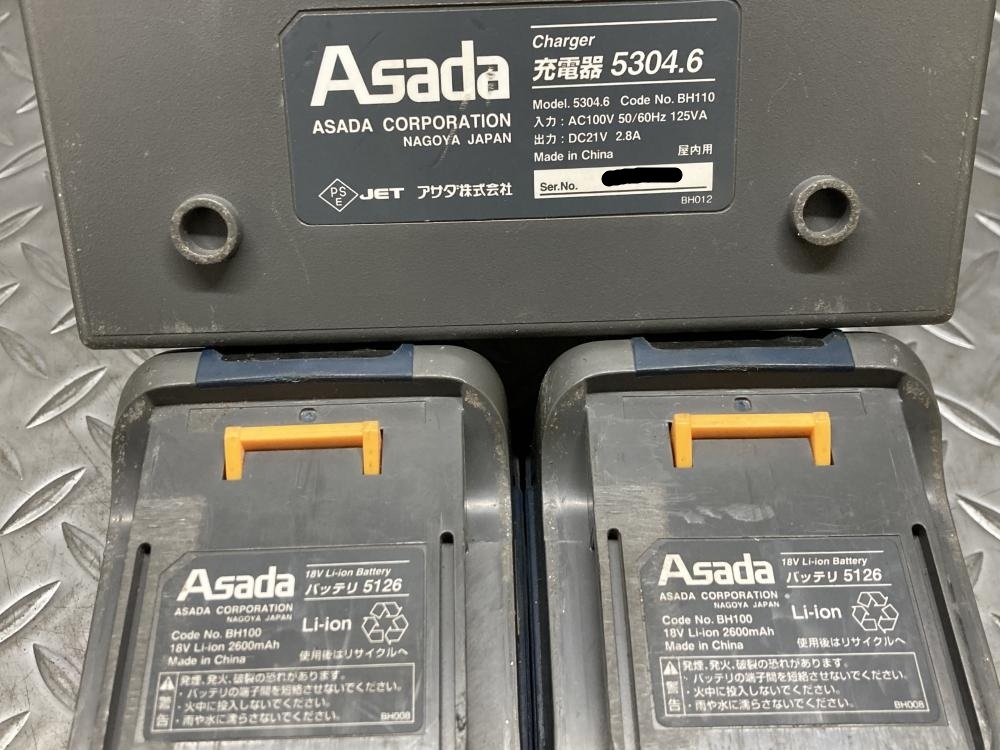 Asada
ASADA CORPORATION
NAGOYA JAPAN
PS
E
JET アサダ株式会社
Charger
充電器 5304.6
Model. 5304.6 Code No. BH110
入力 : AC100V 50/60Hz 125VA
出力 : DC21V 2.8A
Made in China 屋内用
Ser.No.
BH012
Asada
ASADA CORPORATION
NAGOYA JAPAN
18V Li-ion Battery
バッテリ 5126
Code No. BH100
18V Li-ion 2600mAh
Made in China
Li-ion
使用後はリサイクルへ
警告
発煙、発火、破裂の恐れがあります。
・バッテリの端子間を短絡させないでください。
・火中に投入しないでください。
・雨や水に濡らさないでください。
BH008
Asada
ASADA CORPORATION
NAGOYA JAPAN
18V Li-ion Battery
バッテリ 5126
Code No. BH100
18V Li-ion 2600mAh
Made in China
Li-ion
使用後はリサイクルへ
警告
発煙、発火、破裂の恐れがあります。
・バッテリの端子間を短絡させないでください。
・火中に投入しないでください。
・雨や水に濡らさないでください。
BH008